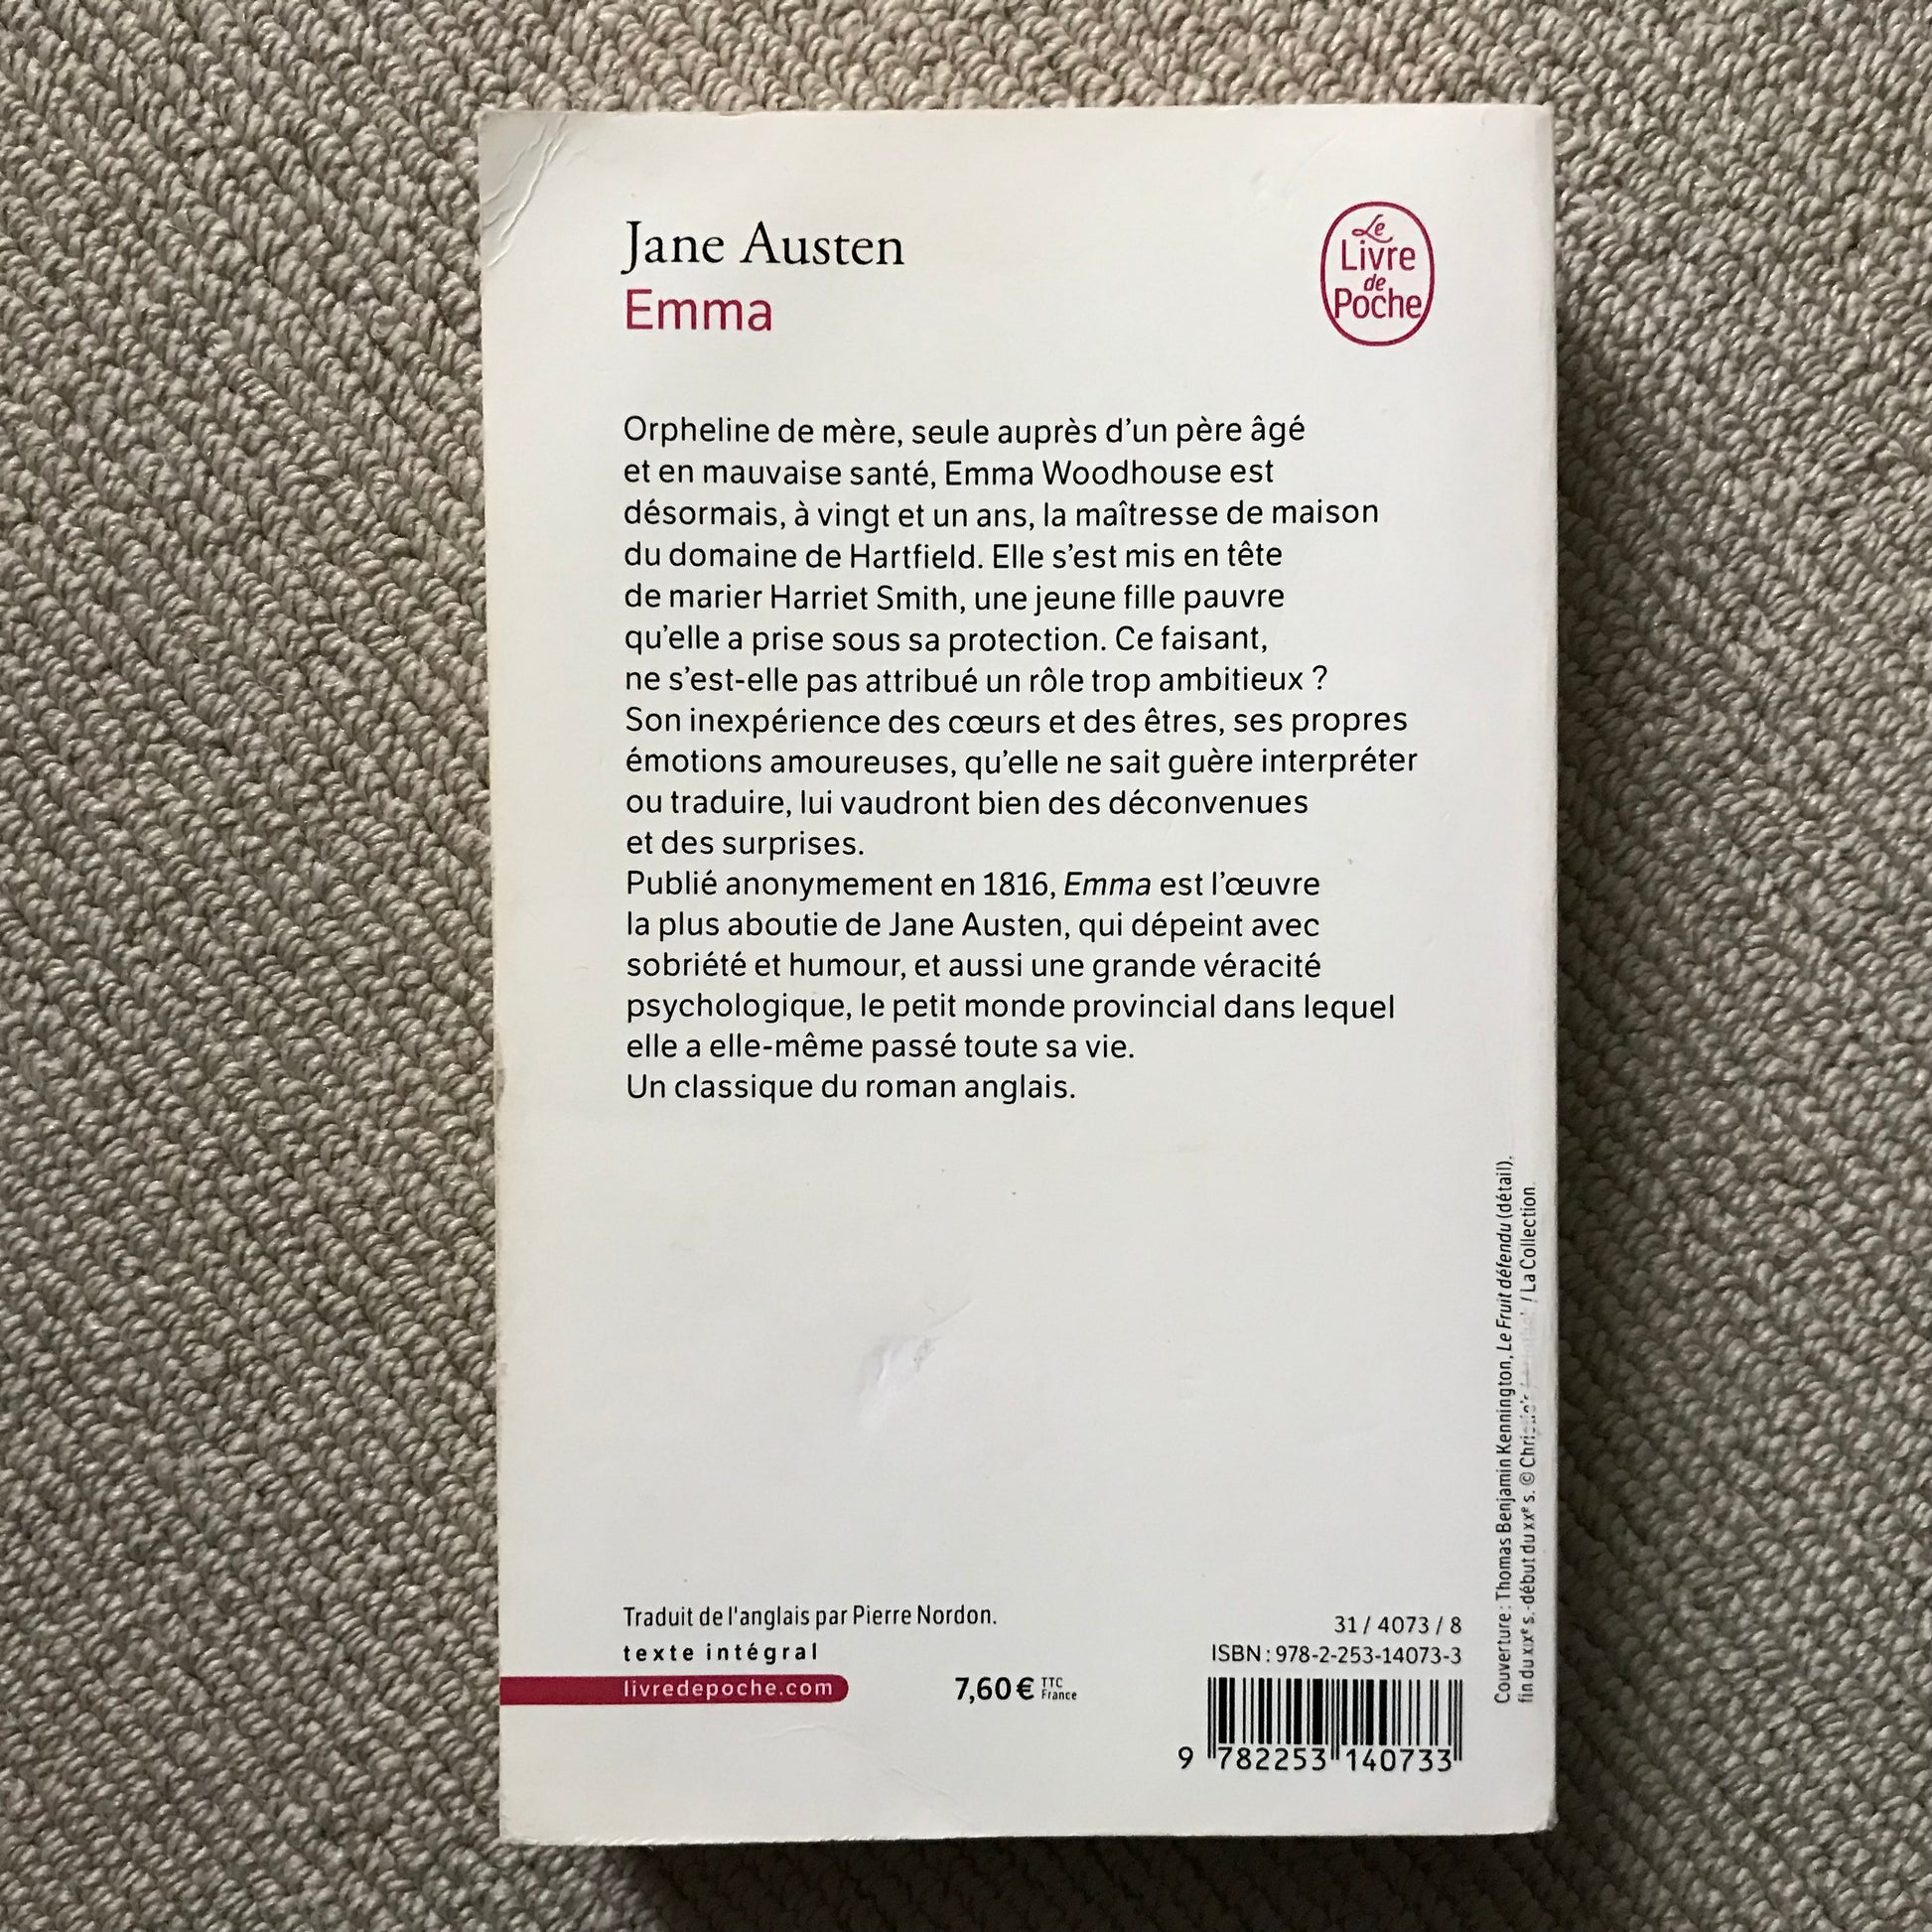 Jane Austen
Emma
Le
Livre
de
Poche
Orpheline de mère, seule auprès d’un père âgé
et en mauvaise santé, Emma Woodhouse est
désormais, à vingt et un ans, la maîtresse de maison
du domaine de Hartfield. Elle s’est mis en tête
de marier Harriet Smith, une jeune fille pauvre
qu’elle a prise sous sa protection. Ce faisant,
ne s’est-elle pas attribué un rôle trop ambitieux ?
Son inexpérience des cœurs et des êtres, ses propres
émotions amoureuses, qu’elle ne sait guère interpréter
ou traduire, lui vaudront bien des déconvenues
et des surprises.
Publié anonymement en 1816, Emma est l’œuvre
la plus aboutie de Jane Austen, qui dépeint avec
sobriété et humour, et aussi une grande véracité
psychologique, le petit monde provincial dans lequel
elle a elle-même passé toute sa vie.
Un classique du roman anglais.
Traduit de l'anglais par Pierre Nordon.
texte intégral
livredepoche.com
7,60 € TTC
France
31 / 4073 / 8
ISBN : 978-2-253-14073-3
9 782253 140733
Couverture : Thomas Benjamin Kennington, Le Fruit défendu (détail),
fin du XIXᵉ s.-début du XXᵉ s. © / La Collection